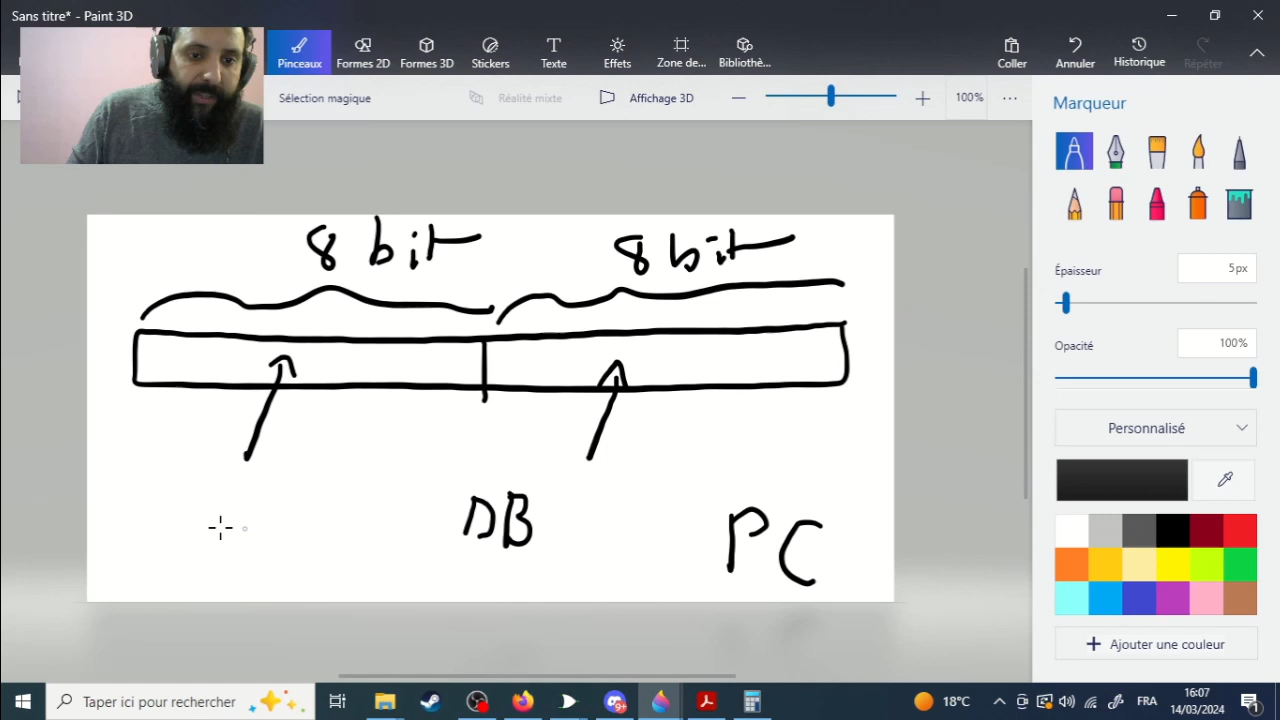 Sans titre* - Paint 3D
Pinceaux
Formes 2D
Formes 3D
Stickers
Texte
Effets
Zone de...
Bibliothè...
Coller
Annuler
Historique
Répéter
Sélection magique
Réalité mixte
Affichage 3D
100%
Marqueur
Épaisseur
5px
Opacité
100%
Personnalisé
Ajouter une couleur
8 bit
8 bit
DB
PC
Taper ici pour rechercher
9+
18°C
FRA
16:07
14/03/2024
1